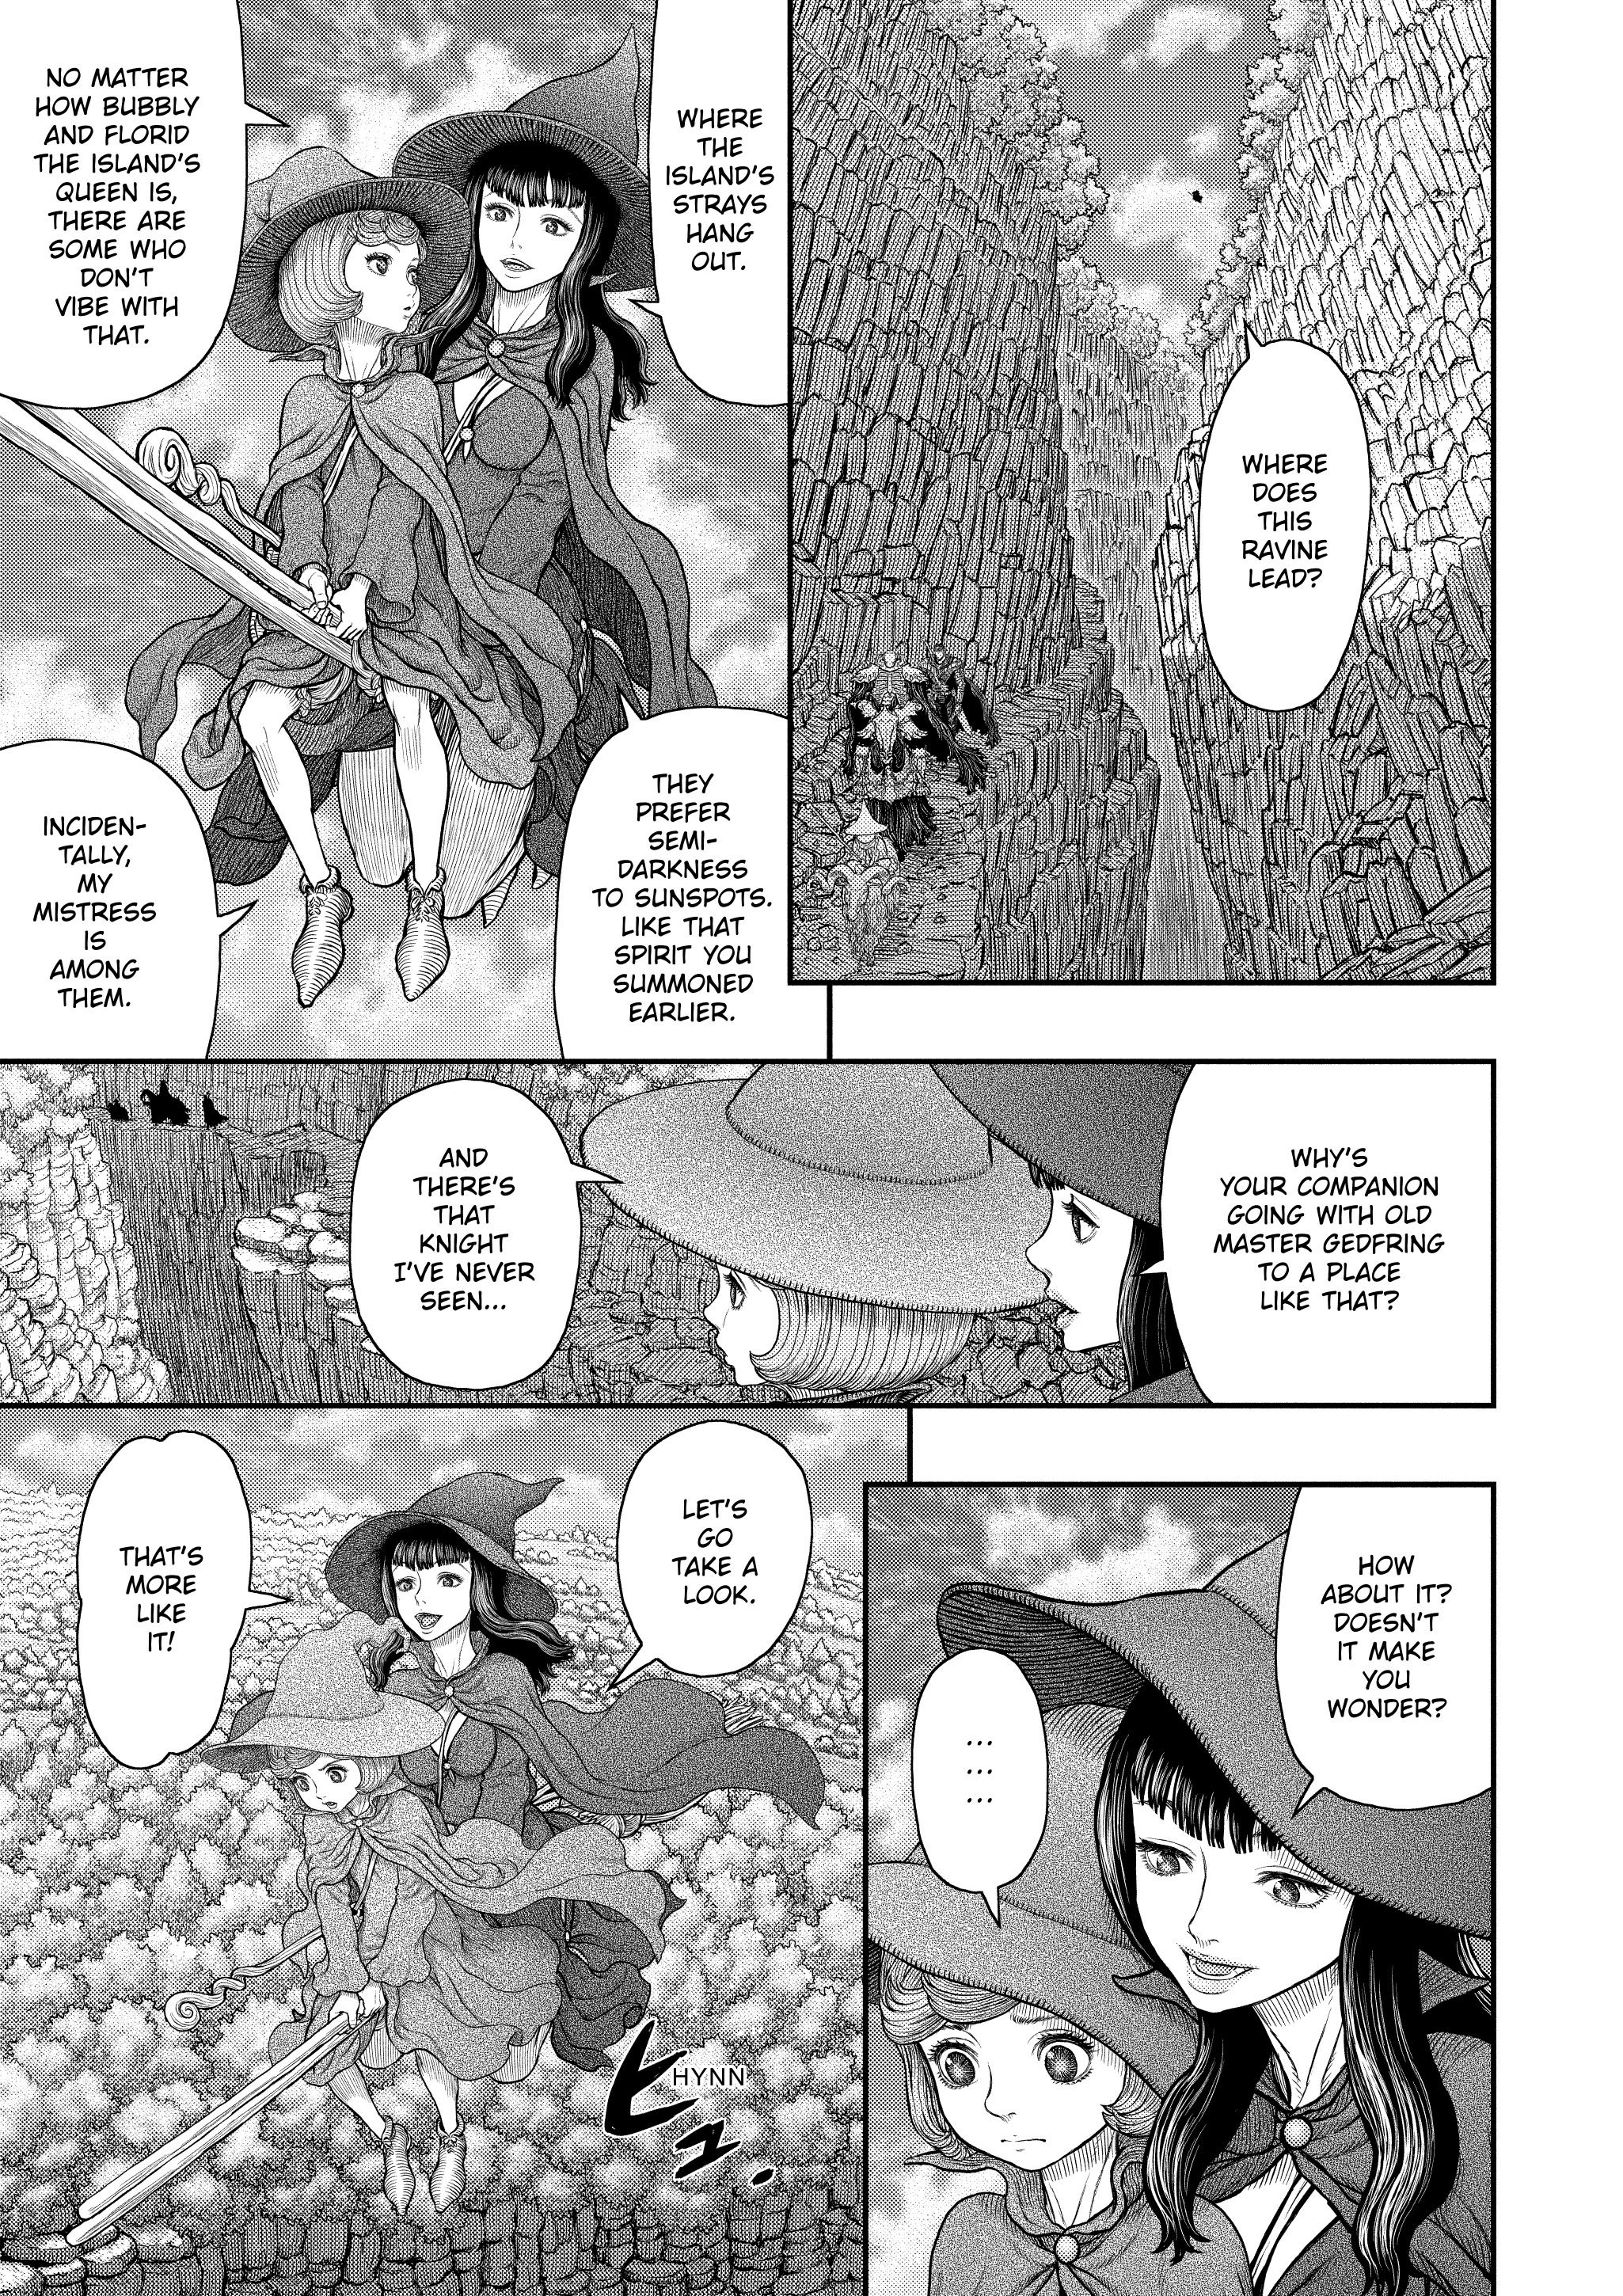 WHERE
DOES
THIS
RAVINE
LEAD?
WHERE
THE
ISLAND'S
STRAYS
HANG
OUT.
NO MATTER
HOW BUBBLY
AND FLORID
THE ISLAND'S
QUEEN IS,
THERE ARE
SOME WHO
DON'T
VIBE WITH
THAT.
THEY
PREFER
SEMI-
DARKNESS
TO SUNSPOTS.
LIKE THAT
SPIRIT YOU
SUMMONED
EARLIER.
INCIDEN-
TALLY,
MY
MISTRESS
IS
AMONG
THEM.
WHY'S
YOUR COMPANION
GOING WITH OLD
MASTER GEDFRING
TO A PLACE
LIKE THAT?
AND
THERE'S
THAT
KNIGHT
I'VE NEVER
SEEN...
HOW
ABOUT IT?
DOESN'T
IT MAKE
YOU
WONDER?
...
...
...
LET'S
GO
TAKE A
LOOK.
THAT'S
MORE
LIKE
IT!
ヒュ.
HYNN